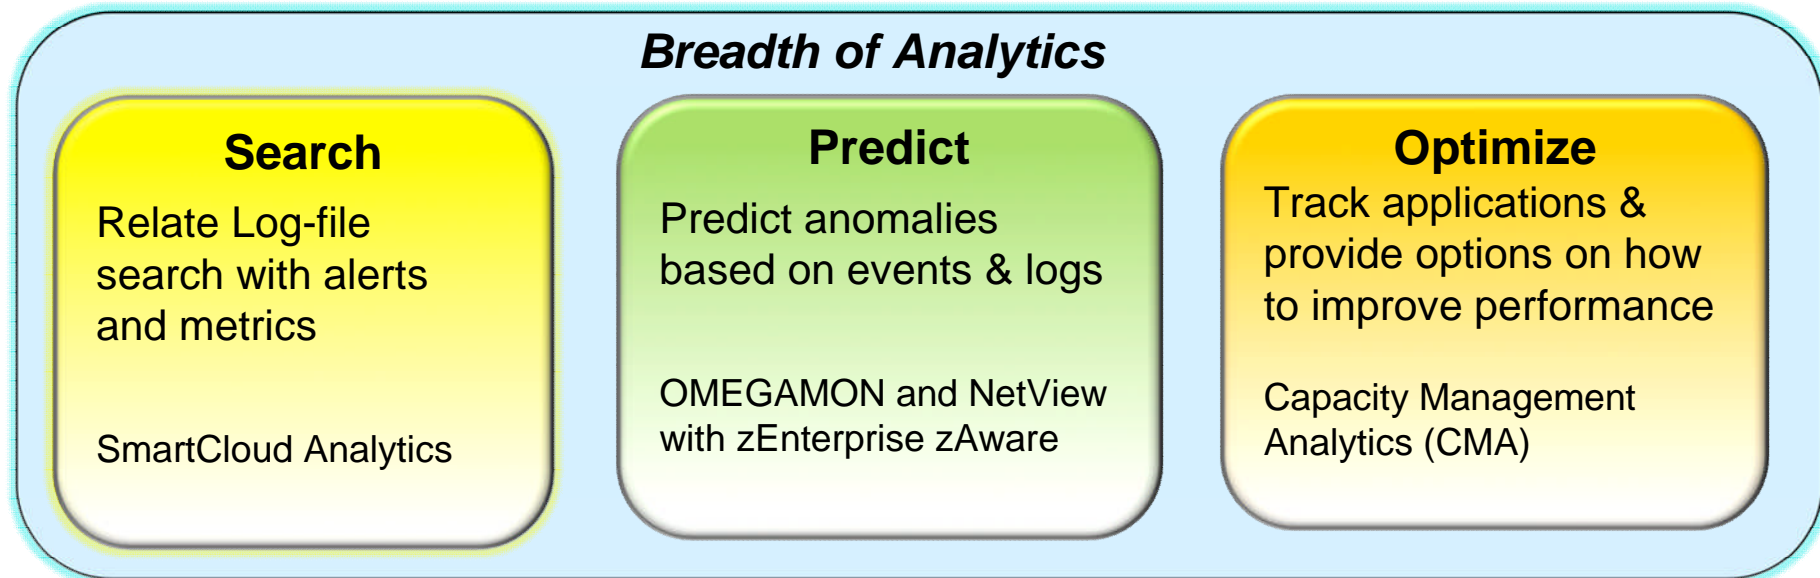 Breadth of Analytics
Search
Relate Log-file
search with alerts
and metrics
SmartCloud Analytics
Predict
Predict anomalies
based on events & logs
OMEGAMON and NetView
with zEnterprise zAware
Optimize
Track applications &
provide options on how
to improve performance
Capacity Management
Analytics (CMA)